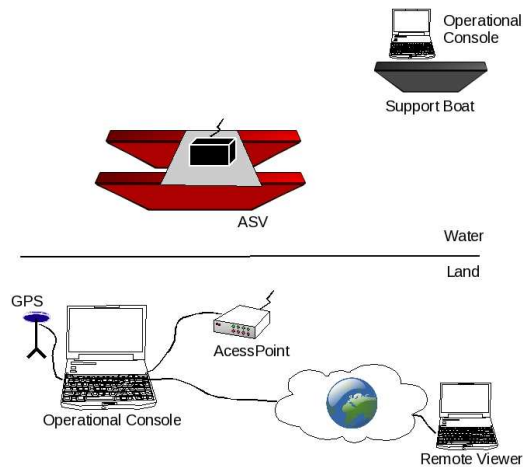 Operational
Console
Support Boat
ASV
Water
Land
GPS
AcessPoint
Operational Console
Remote Viewer